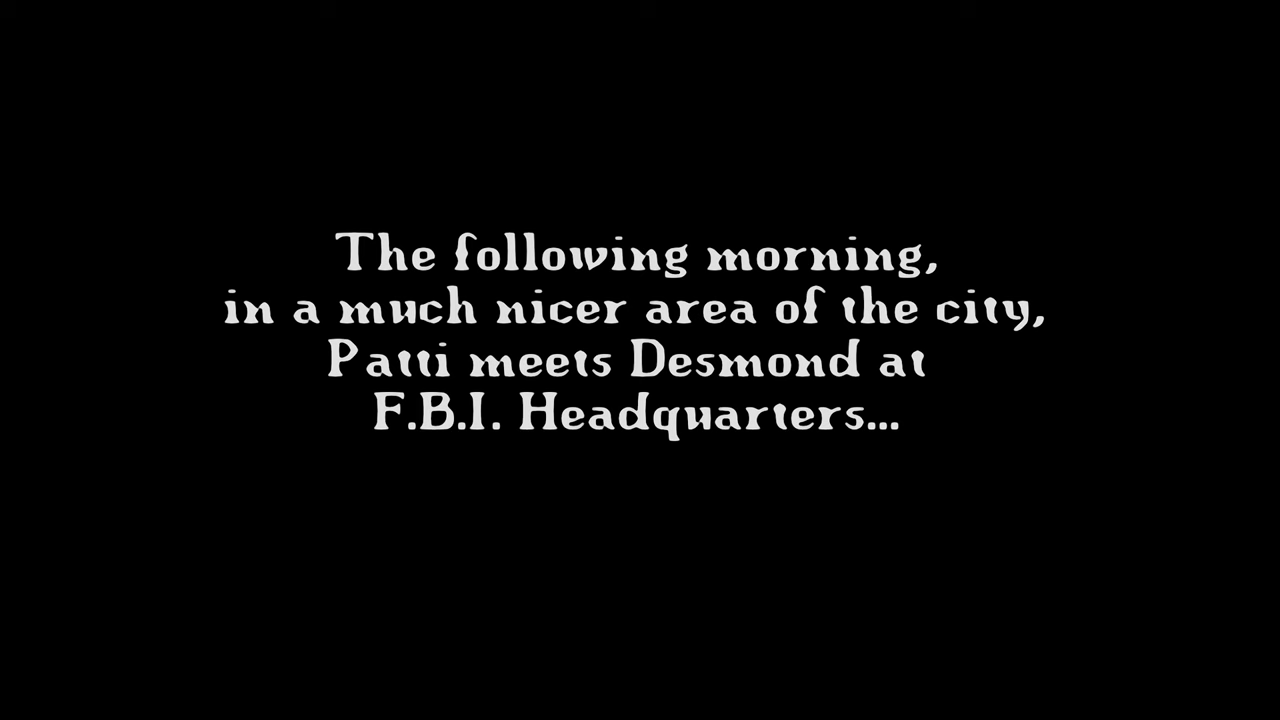 The following morning,
in a much nicer area of the city,
Patti meets Desmond at
F.B.I. Headquarters...